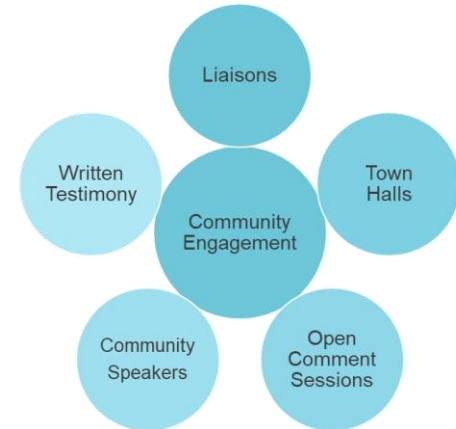 Liaisons
Written
Testimony
Town
Halls
Community
Engagement
Community
Speakers
Open
Comment
Sessions